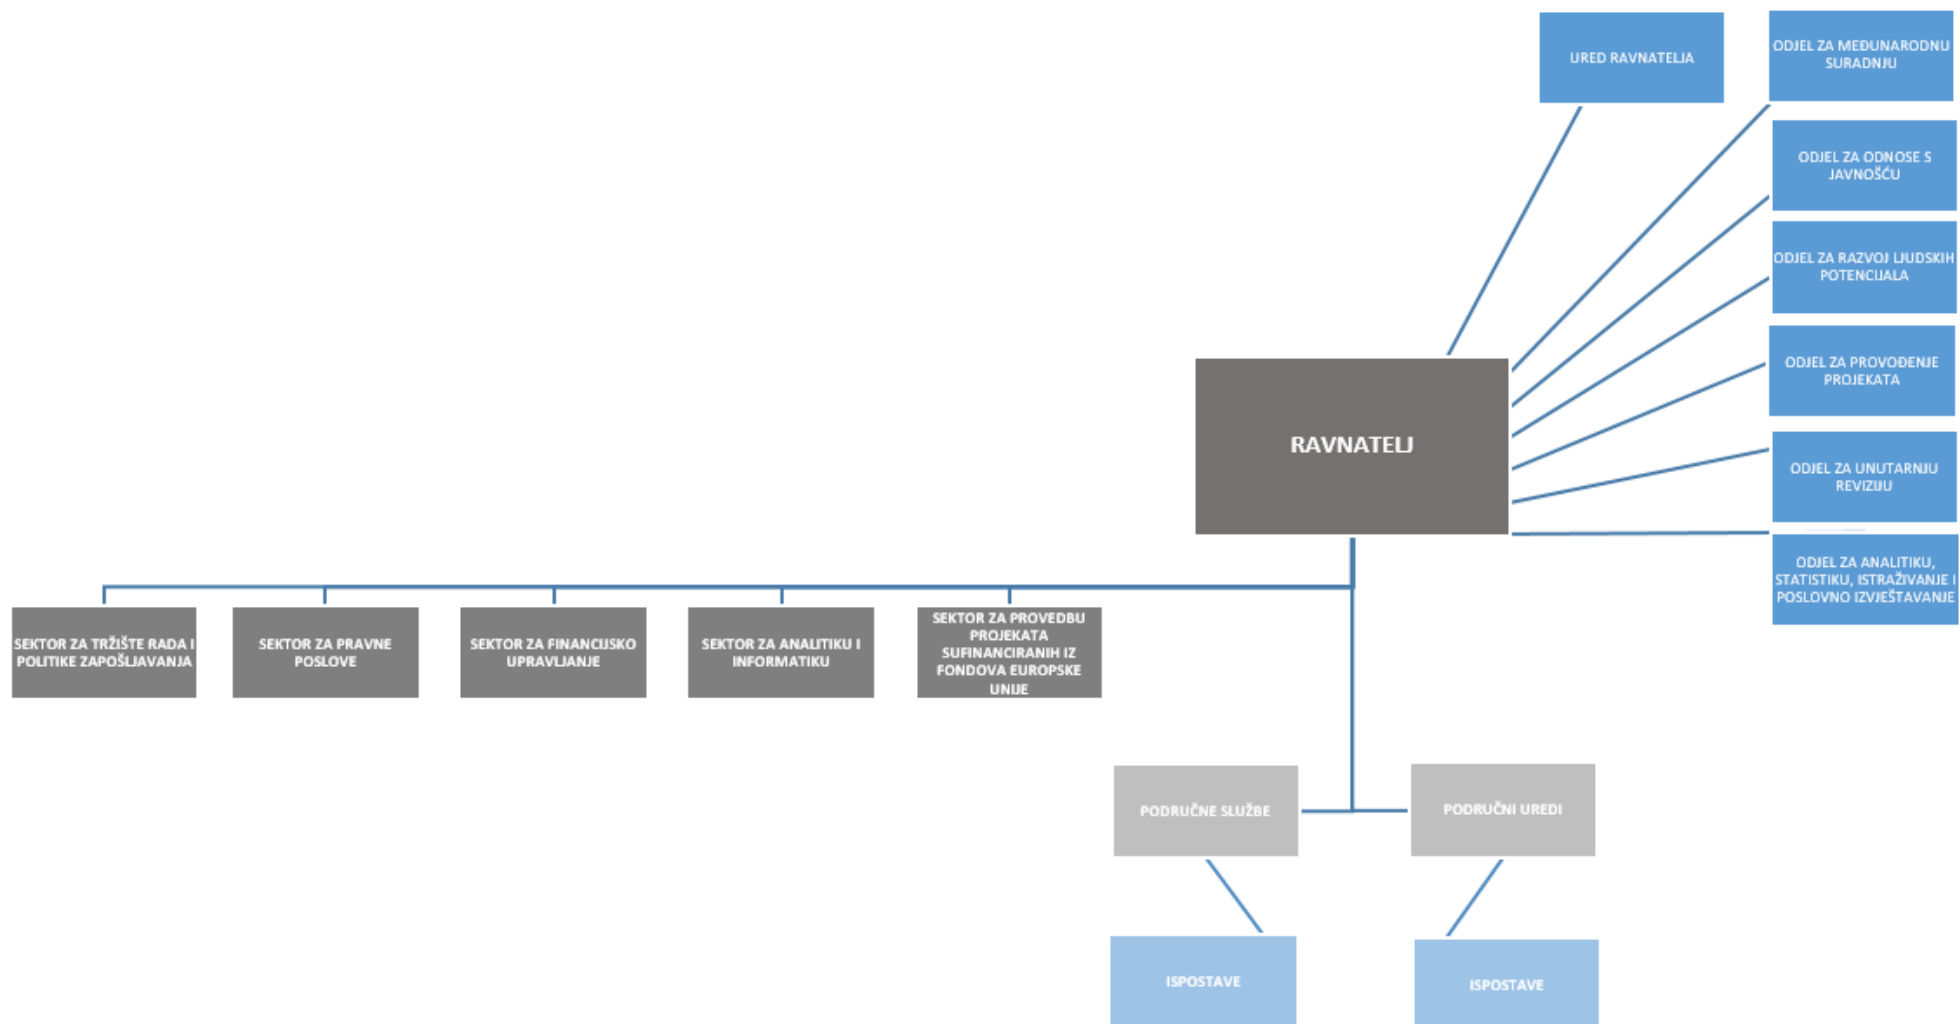 URED RAVNATELJA
ODJEL ZA MEĐUNARODNU
SURADNJU
ODJEL ZA ODNOSE S
JAVNOŠĆU
ODJEL ZA RAZVOJ LJUDSKIH
POTENCIJALA
ODJEL ZA PROVOĐENJE
PROJEKATA
RAVNATELJ
ODJEL ZA UNUTARNJU
REVIZIJU
ODJEL ZA ANALITIKU,
STATISTIKU, ISTRAŽIVANJE I
POSLOVNO IZVJEŠTAVANJE
SEKTOR ZA TRŽIŠTE RADA I
POLITIKE ZAPOŠLJAVANJA
SEKTOR ZA PRAVNE
POSLOVE
SEKTOR ZA FINANCIJSKO
UPRAVLJANJE
SEKTOR ZA ANALITIKU I
INFORMATIKU
SEKTOR ZA PROVEDBU
PROJEKATA
SUFINANCIRANIH IZ
FONDOVA EUROPSKE
UNIJE
PODRUČNE SLUŽBE
PODRUČNI UREDI
ISPOSTAVE
ISPOSTAVE